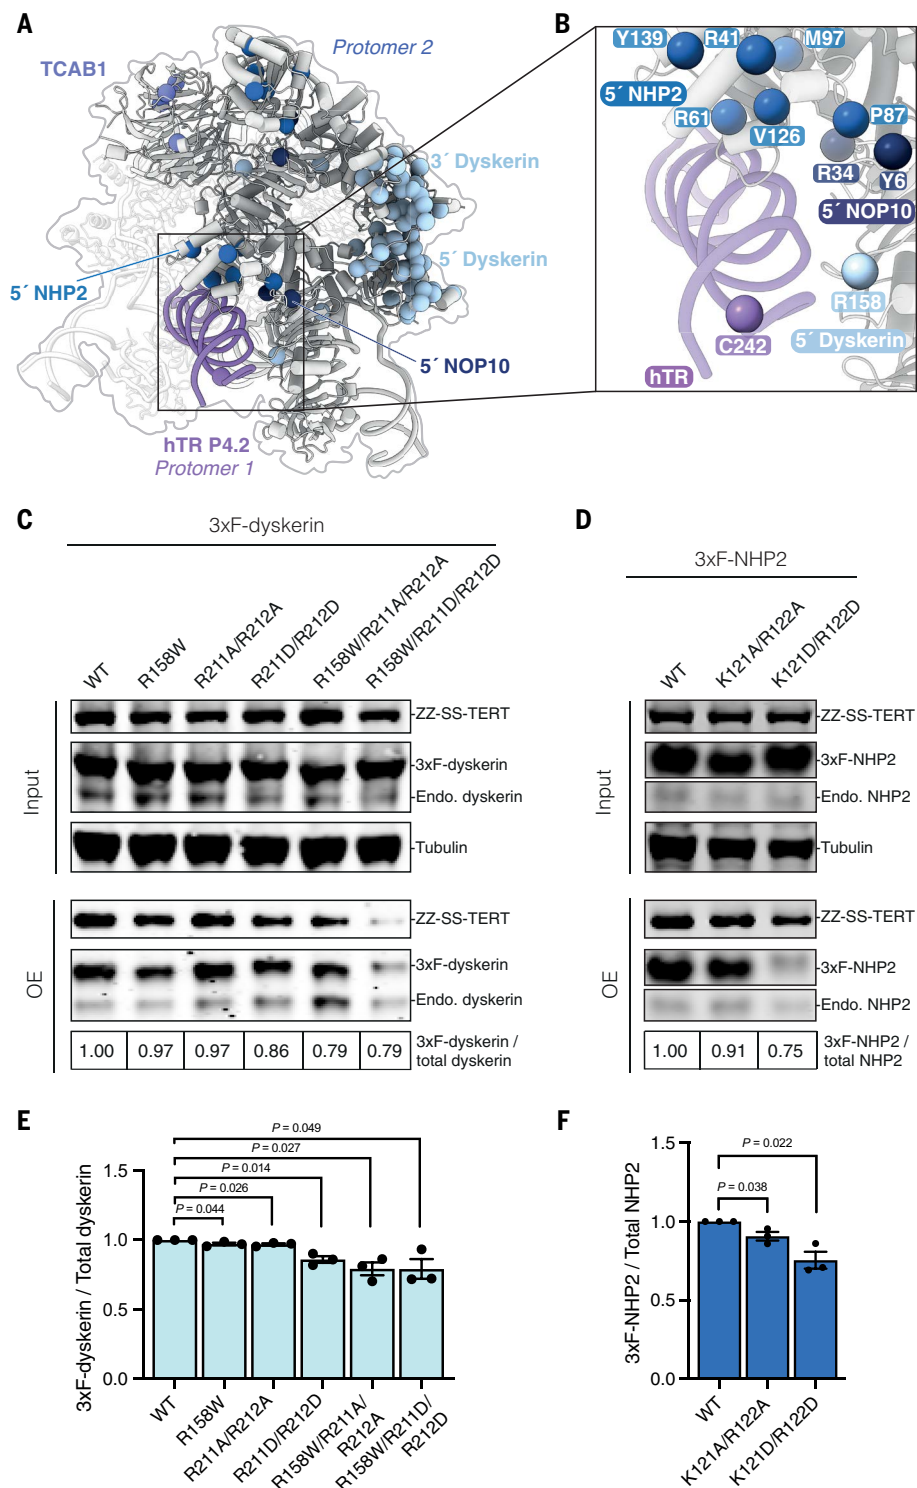 A
B
Protomer 2
TCAB1
3´ Dyskerin
5´ Dyskerin
5´ NHP2
5´ NOP10
hTR P4.2
Protomer 1
Y139
R41
M97
5´ NHP2
R61
V126
P87
R34
Y6
5´ NOP10
R158
5´ Dyskerin
C242
hTR
C
3xF-dyskerin
WT
R158W
R211A/R212A
R211D/R212D
R158W/R211A/R212A
R158W/R211D/R212D
Input
ZZ-SS-TERT
3xF-dyskerin
Endo. dyskerin
Tubulin
OE
ZZ-SS-TERT
3xF-dyskerin
Endo. dyskerin
1.00 0.97 0.97 0.86 0.79 0.79
3xF-dyskerin /
total dyskerin
D
3xF-NHP2
WT
K121A/R122A
K121D/R122D
Input
ZZ-SS-TERT
3xF-NHP2
Endo. NHP2
Tubulin
OE
ZZ-SS-TERT
3xF-NHP2
Endo. NHP2
1.00 0.91 0.75
3xF-NHP2 /
total NHP2
E
3xF-dyskerin / Total dyskerin
1.5
1.0
0.5
0.0
P = 0.049
P = 0.027
P = 0.014
P = 0.026
P = 0.044
WT
R158W
R211A/R212A
R211D/R212D
R158W/R211A/
R212A
R158W/R211D/
R212D
F
3xF-NHP2 / Total NHP2
1.5
1.0
0.5
0.0
P = 0.022
P = 0.038
WT
K121A/R122A
K121D/R122D